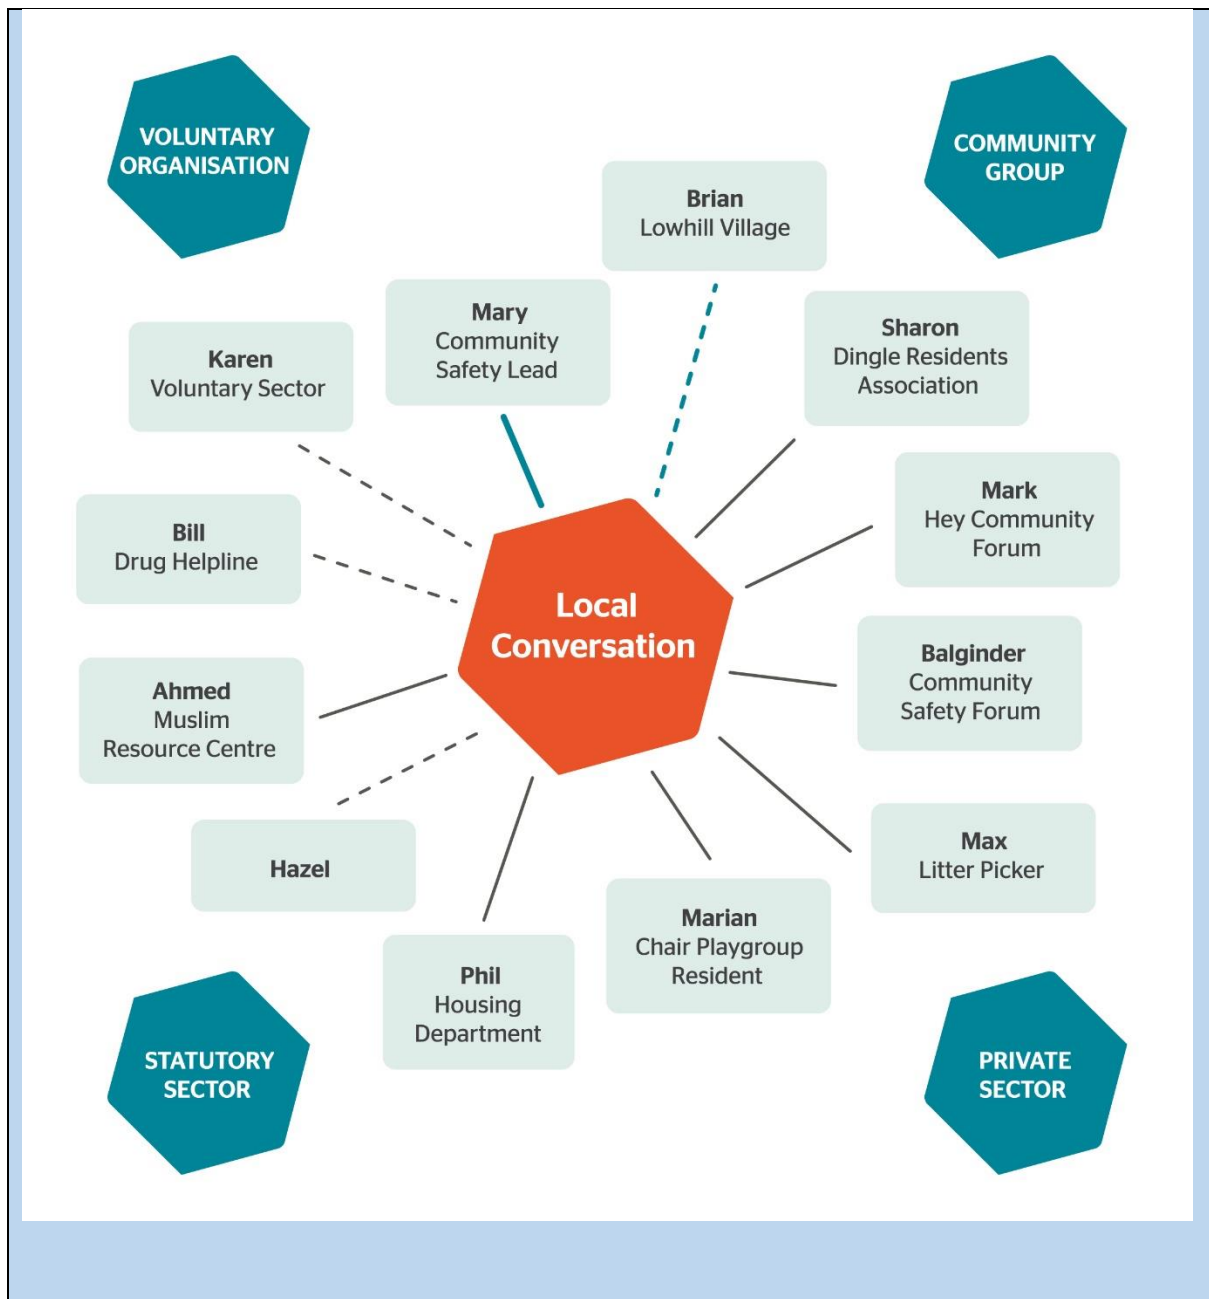 VOLUNTARY
ORGANISATION
COMMUNITY
GROUP
Brian
Lowhill Village
Mary
Community
Safety Lead
Sharon
Dingle Residents
Association
Karen
Voluntary Sector
Mark
Hey Community
Forum
Bill
Drug Helpline
Local
Conversation
Balginder
Community
Safety Forum
Ahmed
Muslim
Resource Centre
Max
Litter Picker
Hazel
Marian
Chair Playgroup
Resident
Phil
Housing
Department
STATUTORY
SECTOR
PRIVATE
SECTOR